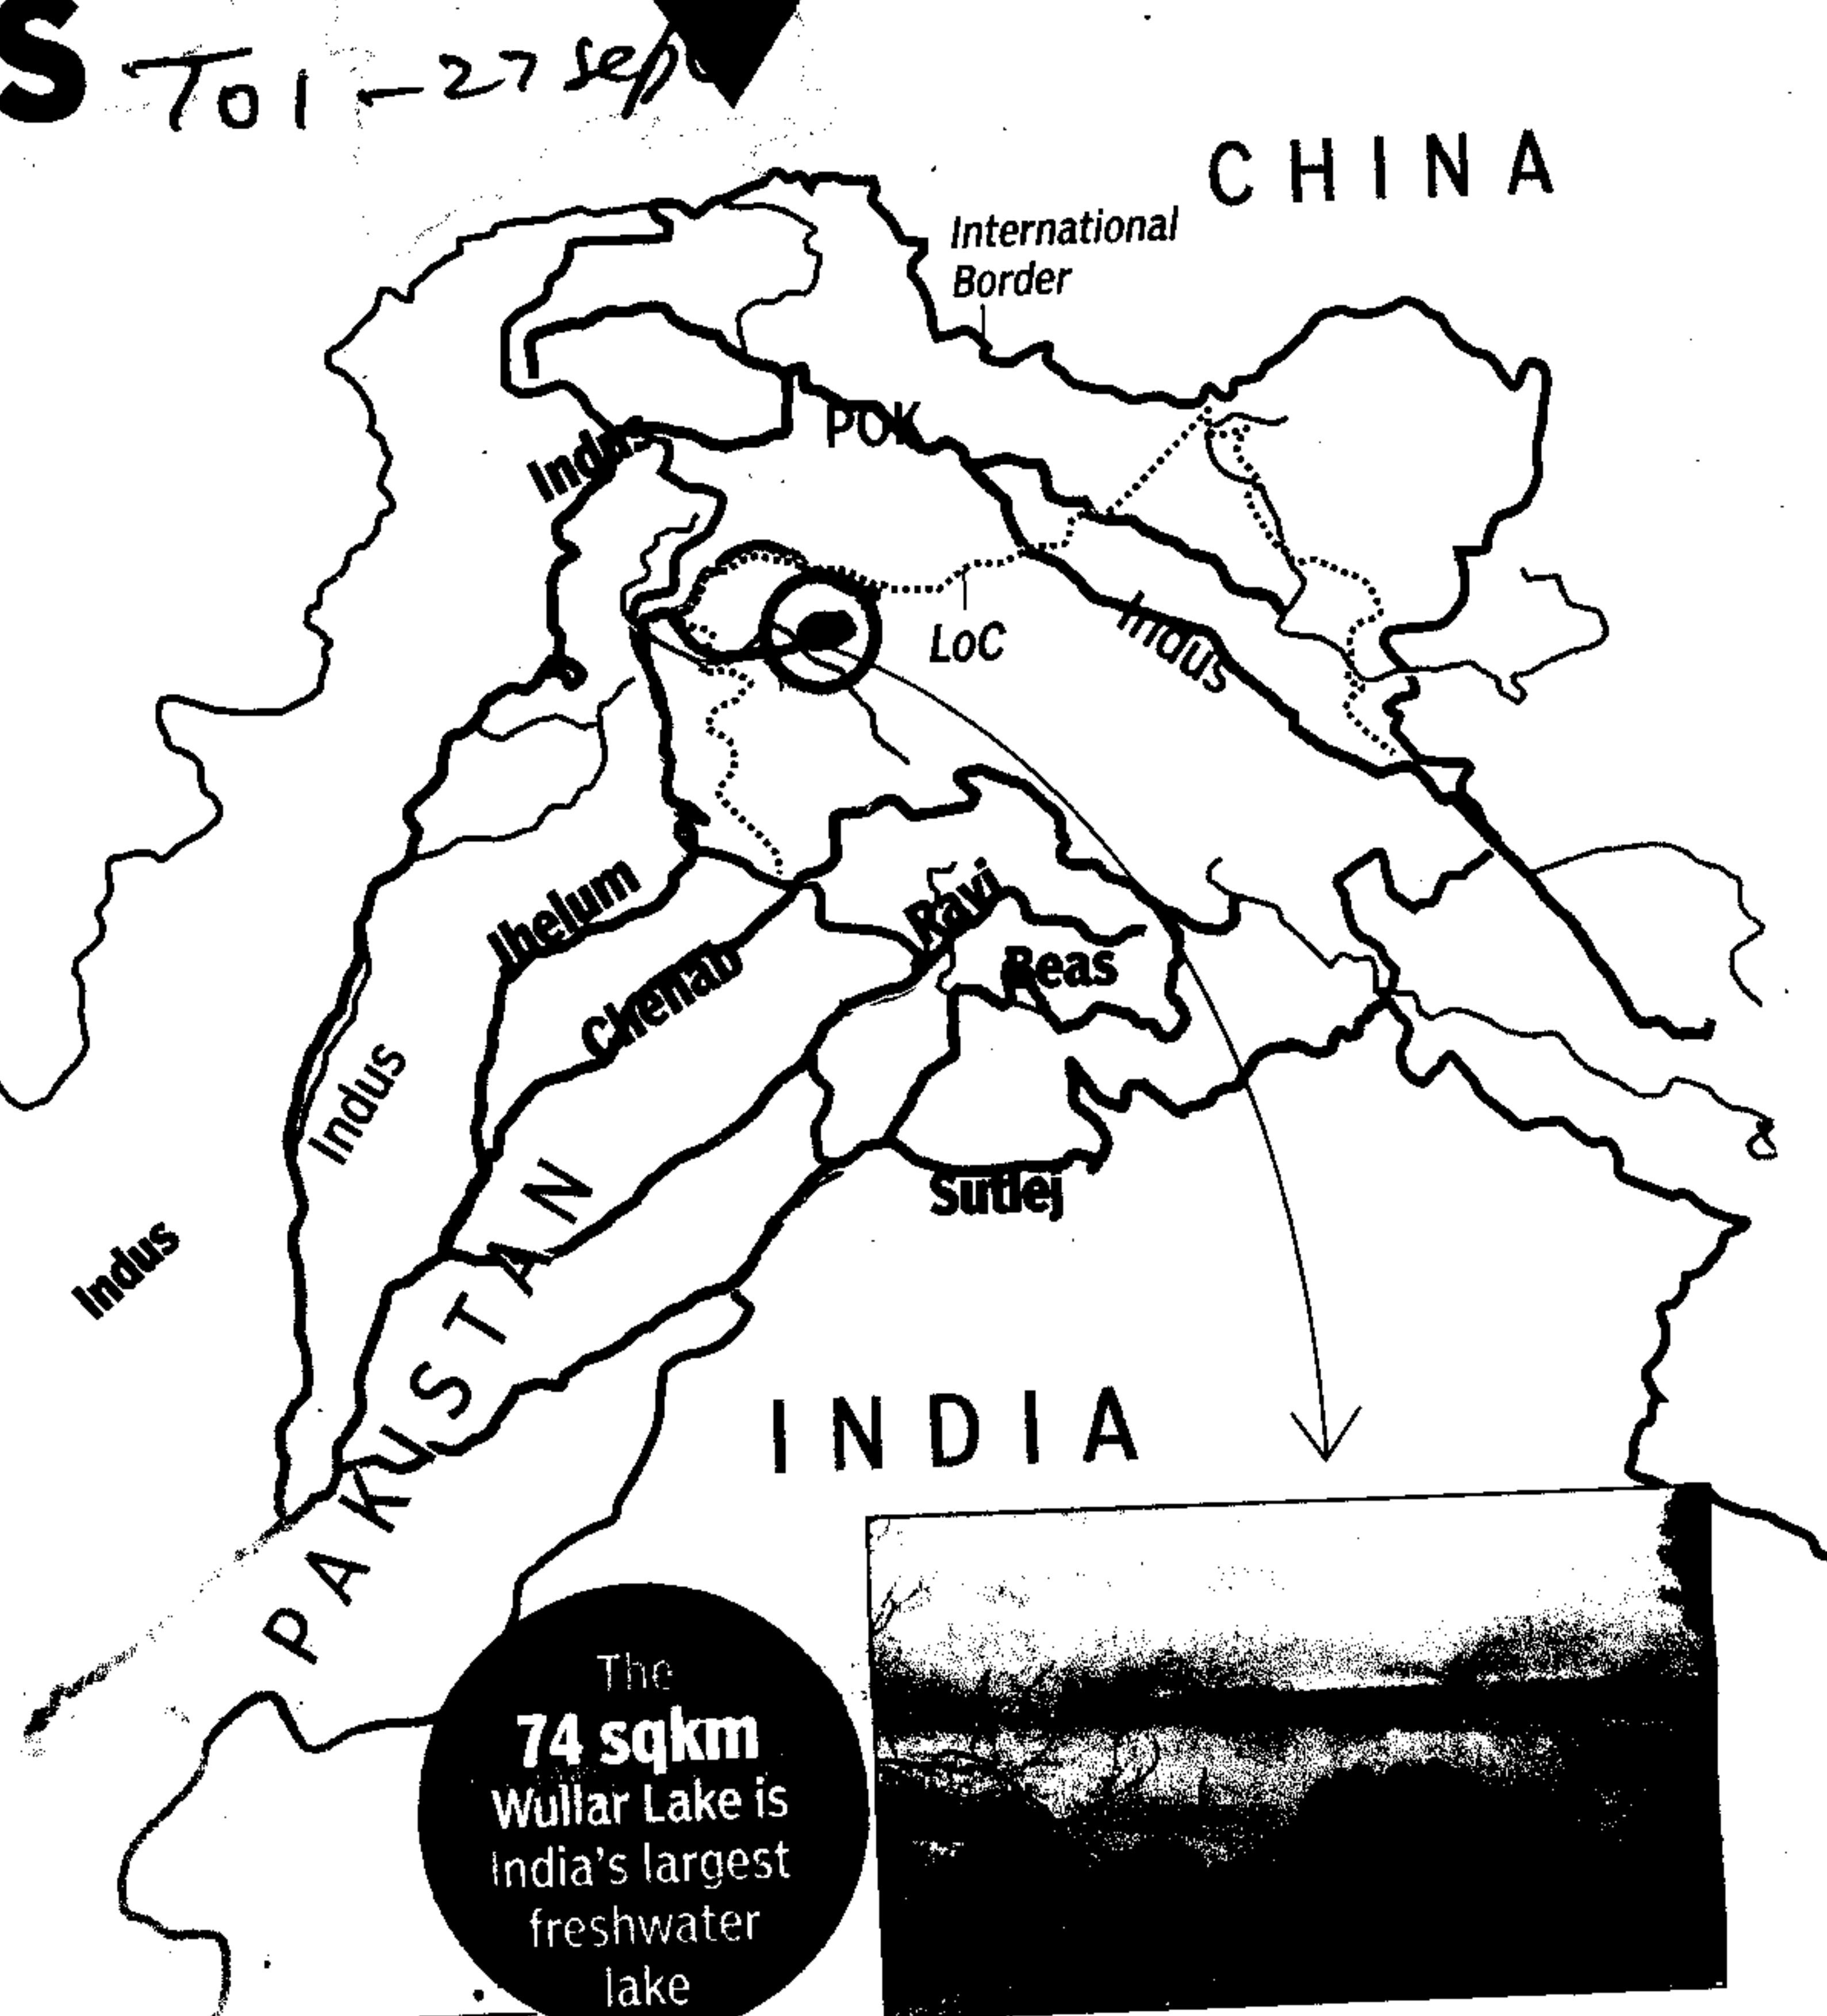 S
TOI - 27 Sep
CHINA
International
Border
POK
Indus
LoC
Indus
Jhelum
Ravi
Chenab
Beas
Indus
Sutlej
Indus
PAKISTAN
INDIA
The
74 sqkm
Wullar Lake is
India's largest
freshwater
lake